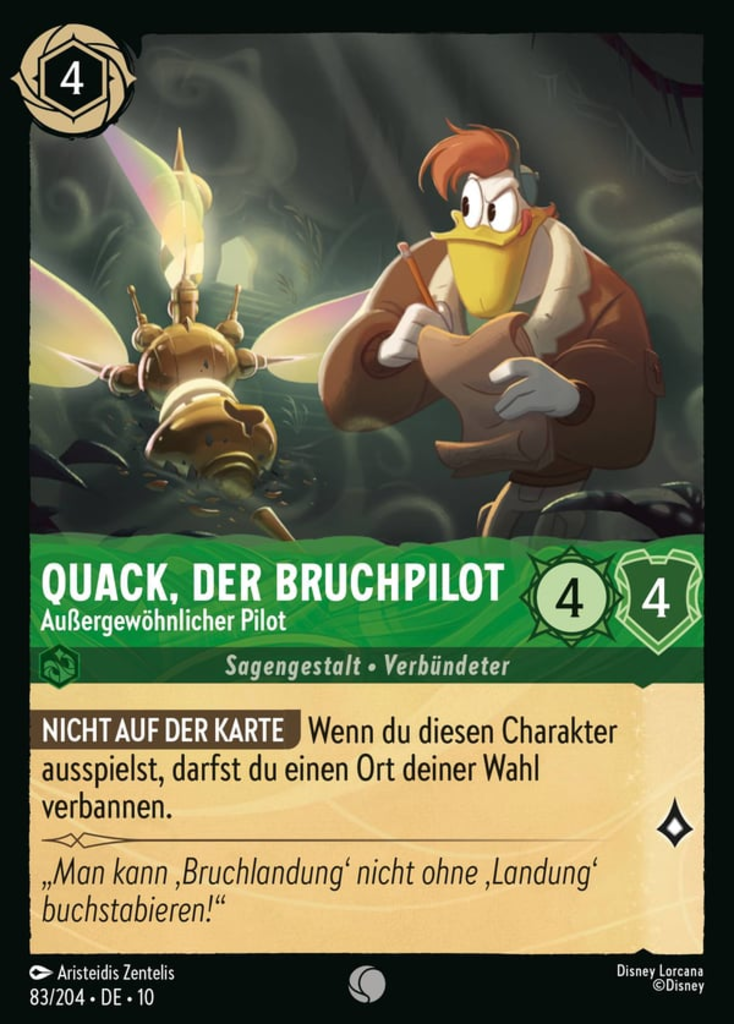 4
QUACK, DER BRUCHPILOT
Außergewöhnlicher Pilot
4
4
Sagengestalt • Verbündeter
NICHT AUF DER KARTE Wenn du diesen Charakter
ausspielst, darfst du einen Ort deiner Wahl
verbannen.
„Man kann ‚Bruchlandung‘ nicht ohne ‚Landung‘
buchstabieren!“
Aristeidis Zentelis
83/204 • DE • 10
Disney Lorcana
©Disney